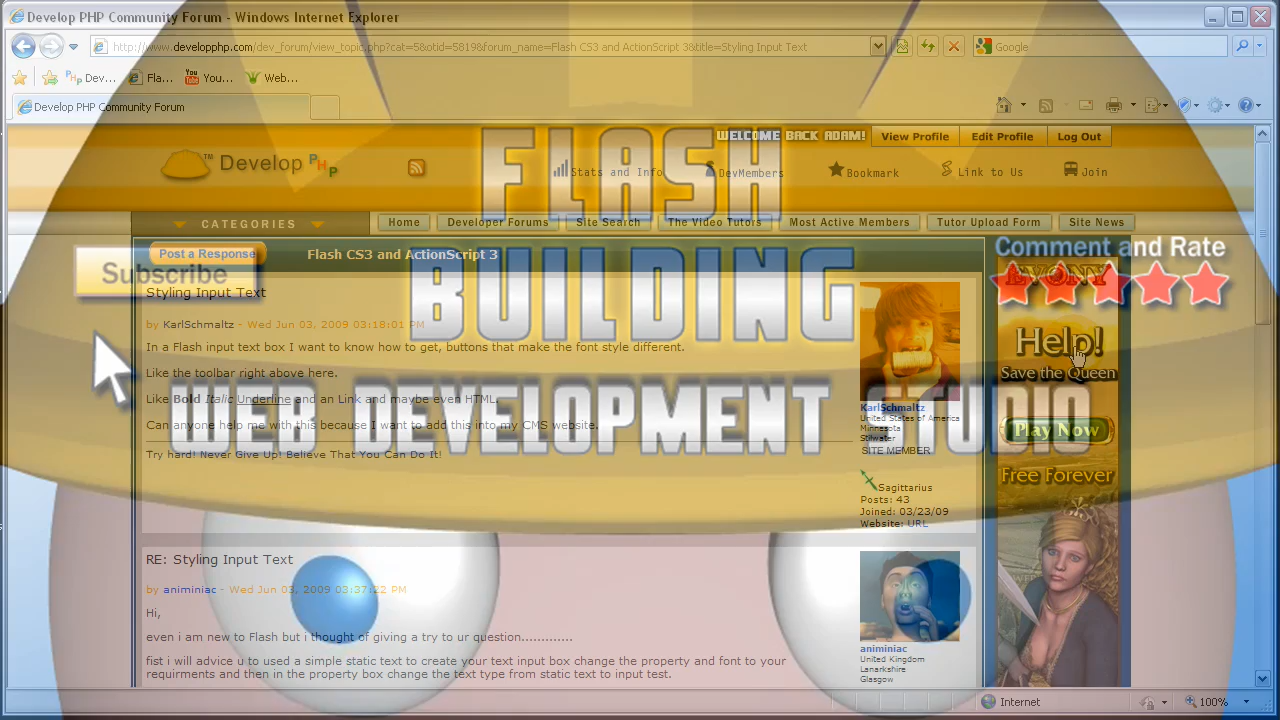 Develop PHP Community Forum - Windows Internet Explorer
http://www.developphp.com/dev_forum/view_topic.php?cat=5&otid=5819&forum_name=Flash CS3 and ActionScript 3&title=Styling Input Text
Google
Dev... Fla... You... Web...
Develop PHP Community Forum
WELCOME BACK ADAM! View Profile Edit Profile Log Out
FLASH
Develop PHP
Stats and Info DevMembers Bookmark Link to Us Join
CATEGORIES Home Developer Forums Site Search The Video Tutors Most Active Members Tutor Upload Form Site News
Comment and Rate
Post a Response Flash CS3 and ActionScript 3
Subscribe
EVONY
BUILDING
Styling Input Text
by KarlSchmaltz - Wed Jun 03, 2009 03:18:01 PM
In a Flash input text box I want to know how to get, buttons that make the font style different.
Like the toolbar right above here.
Like Bold Italic Underline and an Link and maybe even HTML.
Can anyone help me with this because I want to add this into my CMS website.
Try hard! Never Give Up! Believe That You Can Do It!
WEB DEVELOPMENT STUDIO
KarlSchmaltz
United States of America
Minnesota
Stilwater
SITE MEMBER
Sagittarius
Posts: 43
Joined: 03/23/09
Website: URL
Help!
Save the Queen
Play Now
Free Forever
RE: Styling Input Text
by animiniac - Wed Jun 03, 2009 03:37:22 PM
Hi,
even i am new to Flash but i thought of giving a try to ur question.............
fisrt i wil advice u to used a simple static text to create your text input box change its property and font to your
requirments and then in the property box change the text type from static text to input test.
animiniac
United Kingdom
Lanarkshire
Glasgow
Internet 100%